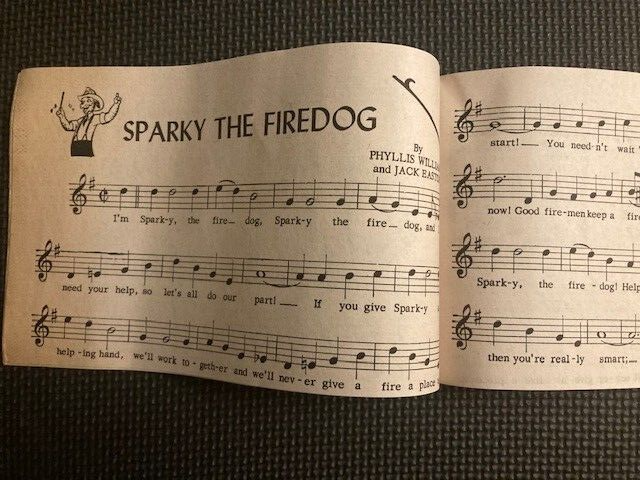 SPARKY THE FIREDOG
By
PHYLLIS
and JACK
I'm Spark-y, the fire— dog, Spark-y the fire— dog, and
need your help, so let's all do our part!— If you give Spark-y
help-ing hand, we'll work to-geth-er and we'll nev-er give a fire a place
start!— You need-n't wait
now! Good fire-men keep a
Spark-y, the fire-dog! Help
then you're real-ly smart;—